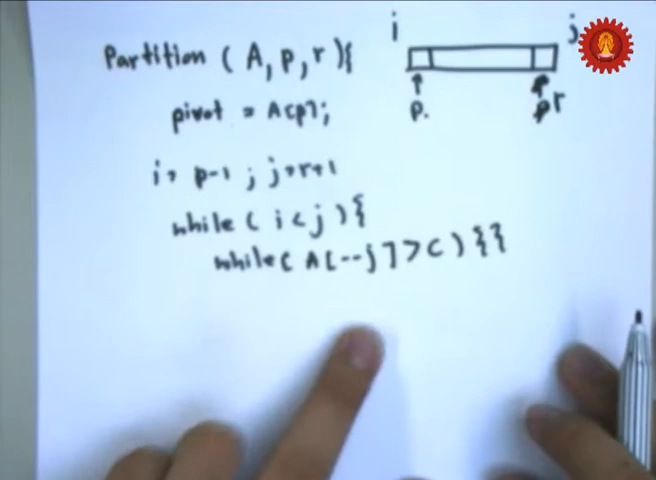 Partition ( A, p, r){
i j
pivot = A[p];
p. r
i = p-1 ; j=r+1
while ( i < j ){
while( A[--j] > C ) { }